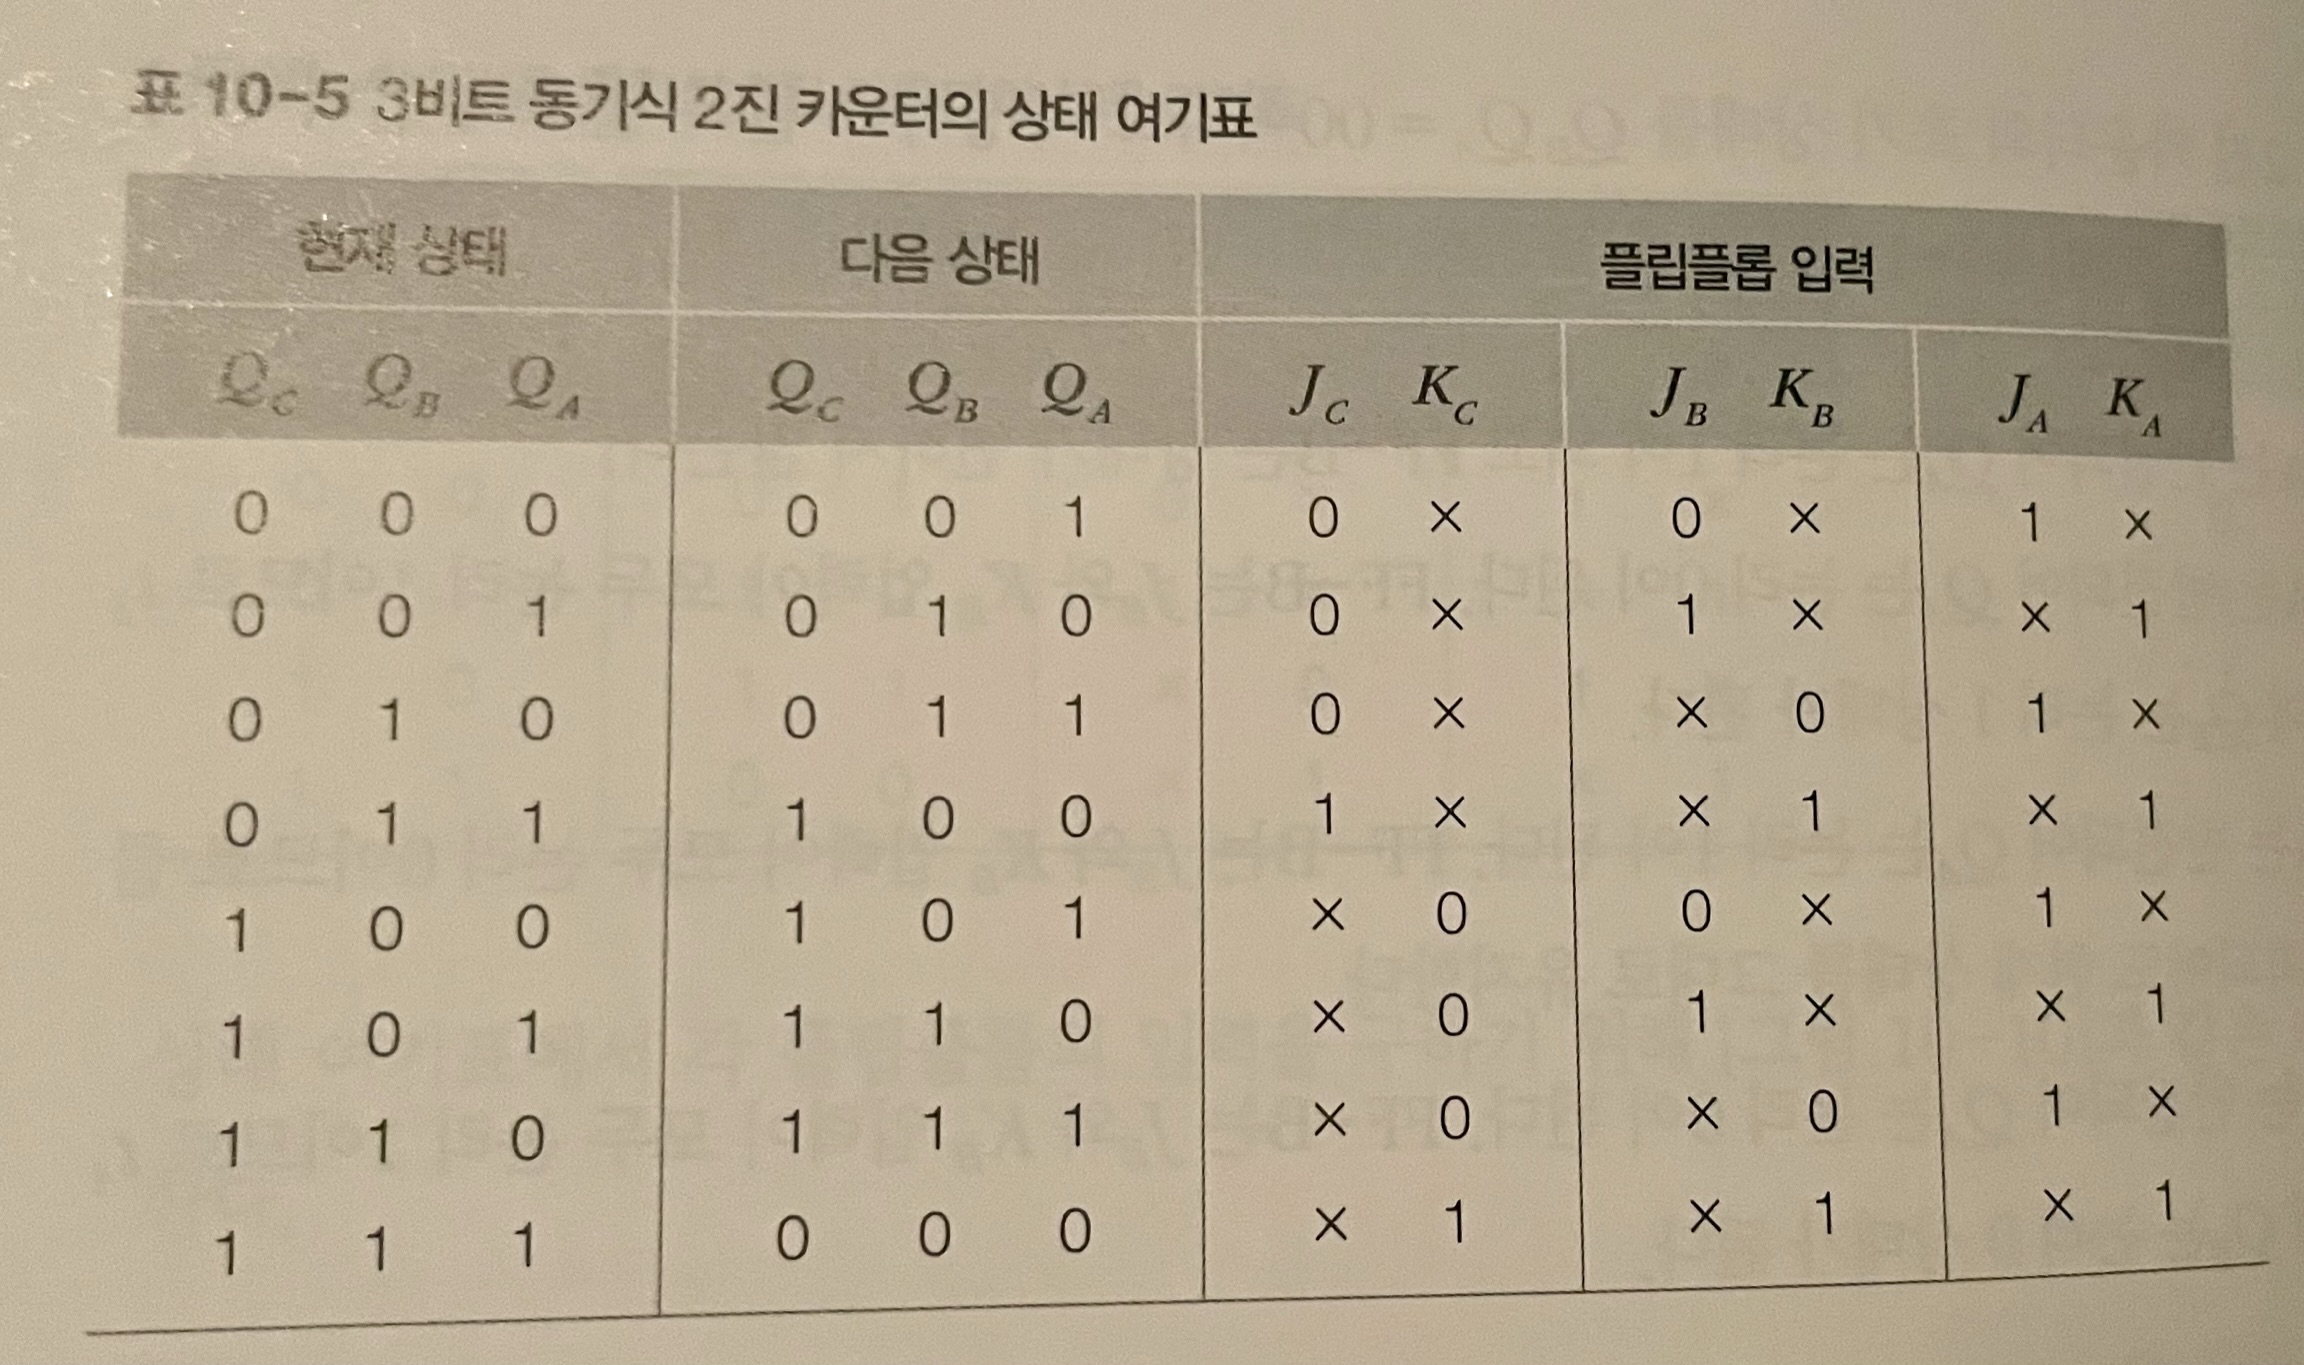 표 10-5 3비트 동기식 2진 카운터의 상태 여기표
현재 상태 다음 상태 플립플롭 입력
Q_C Q_B Q_A Q_C Q_B Q_A J_C K_C J_B K_B J_A K_A
0 0 0 0 0 1 0 × 0 × 1 ×
0 0 1 0 1 0 0 × 1 × × 1
0 1 0 0 1 1 0 × × 0 1 ×
0 1 1 1 0 0 1 × × 1 × 1
1 0 0 1 0 1 × 0 0 × 1 ×
1 0 1 1 1 0 × 0 1 × × 1
1 1 0 1 1 1 × 0 × 0 1 ×
1 1 1 0 0 0 × 1 × 1 × 1